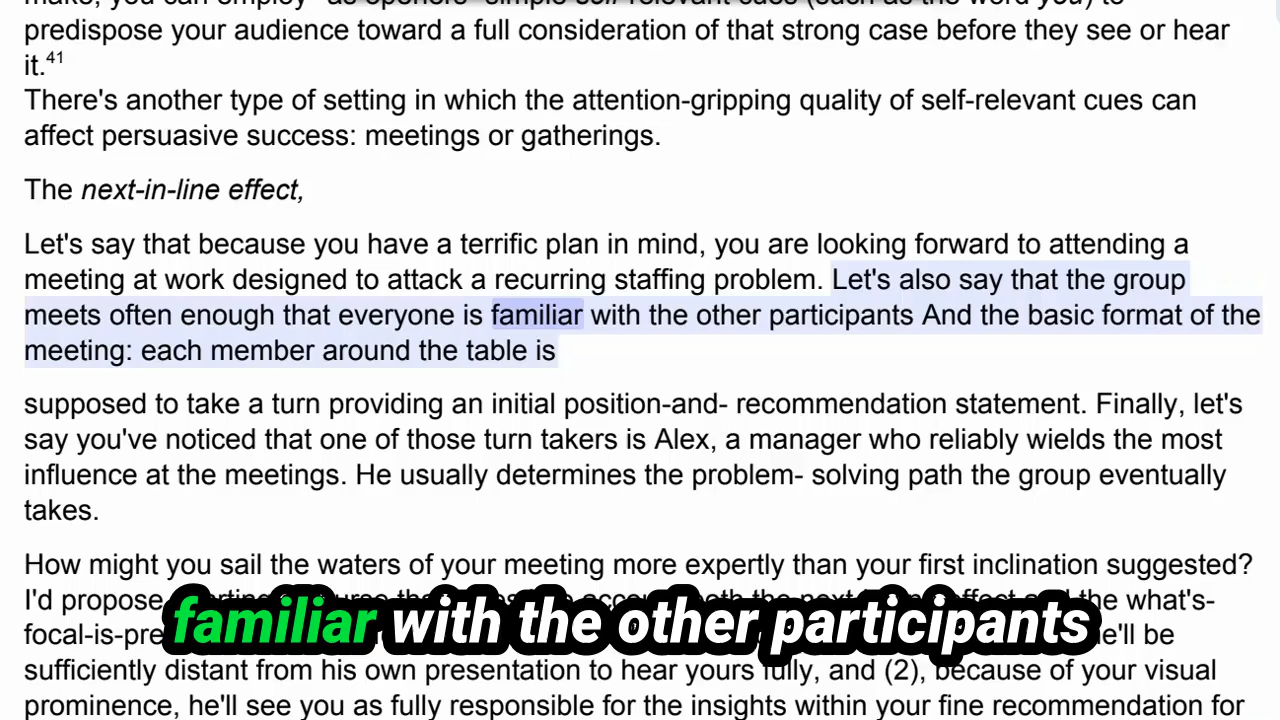 predispose your audience toward a full consideration of that strong case before they see or hear
it.41
There's another type of setting in which the attention-gripping quality of self-relevant cues can
affect persuasive success: meetings or gatherings.
The next-in-line effect,
Let's say that because you have a terrific plan in mind, you are looking forward to attending a
meeting at work designed to attack a recurring staffing problem. Let's also say that the group
meets often enough that everyone is familiar with the other participants And the basic format of the
meeting: each member around the table is
supposed to take a turn providing an initial position-and- recommendation statement. Finally, let's
say you've noticed that one of those turn takers is Alex, a manager who reliably wields the most
influence at the meetings. He usually determines the problem- solving path the group eventually
takes.
How might you sail the waters of your meeting more expertly than your first inclination suggested?
I'd propose the what's-
familiar with the other participants
he'll be
sufficiently distant from his own presentation to hear yours fully, and (2), because of your visual
prominence, he'll see you as fully responsible for the insights within your fine recommendation for